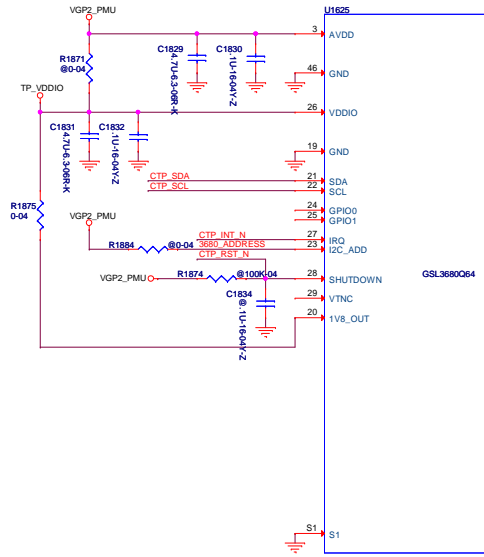 VGP2_PMU
U1625
3 AVDD
C1829
4.7U-6.3-06R-K
C1830
.1U-16-04Y-Z
R1871
@0-04
46 GND
TP_VDDIO
26 VDDIO
C1831
4.7U-6.3-06R-K
C1832
.1U-16-04Y-Z
19 GND
CTP_SDA 21 SDA
CTP_SCL 22 SCL
R1875
0-04
24 GPIO0
25 GPIO1
VGP2_PMU
CTP_INT_N 27 IRQ
R1884 @0-04 3680_ADDRESS 23 I2C_ADD
CTP_RST_N
VGP2_PMU R1874 @100K-04 28 SHUTDOWN
GSL3680Q64
C1834
@.1U-16-04Y-Z
29 VTNC
20 1V8_OUT
S1 S1